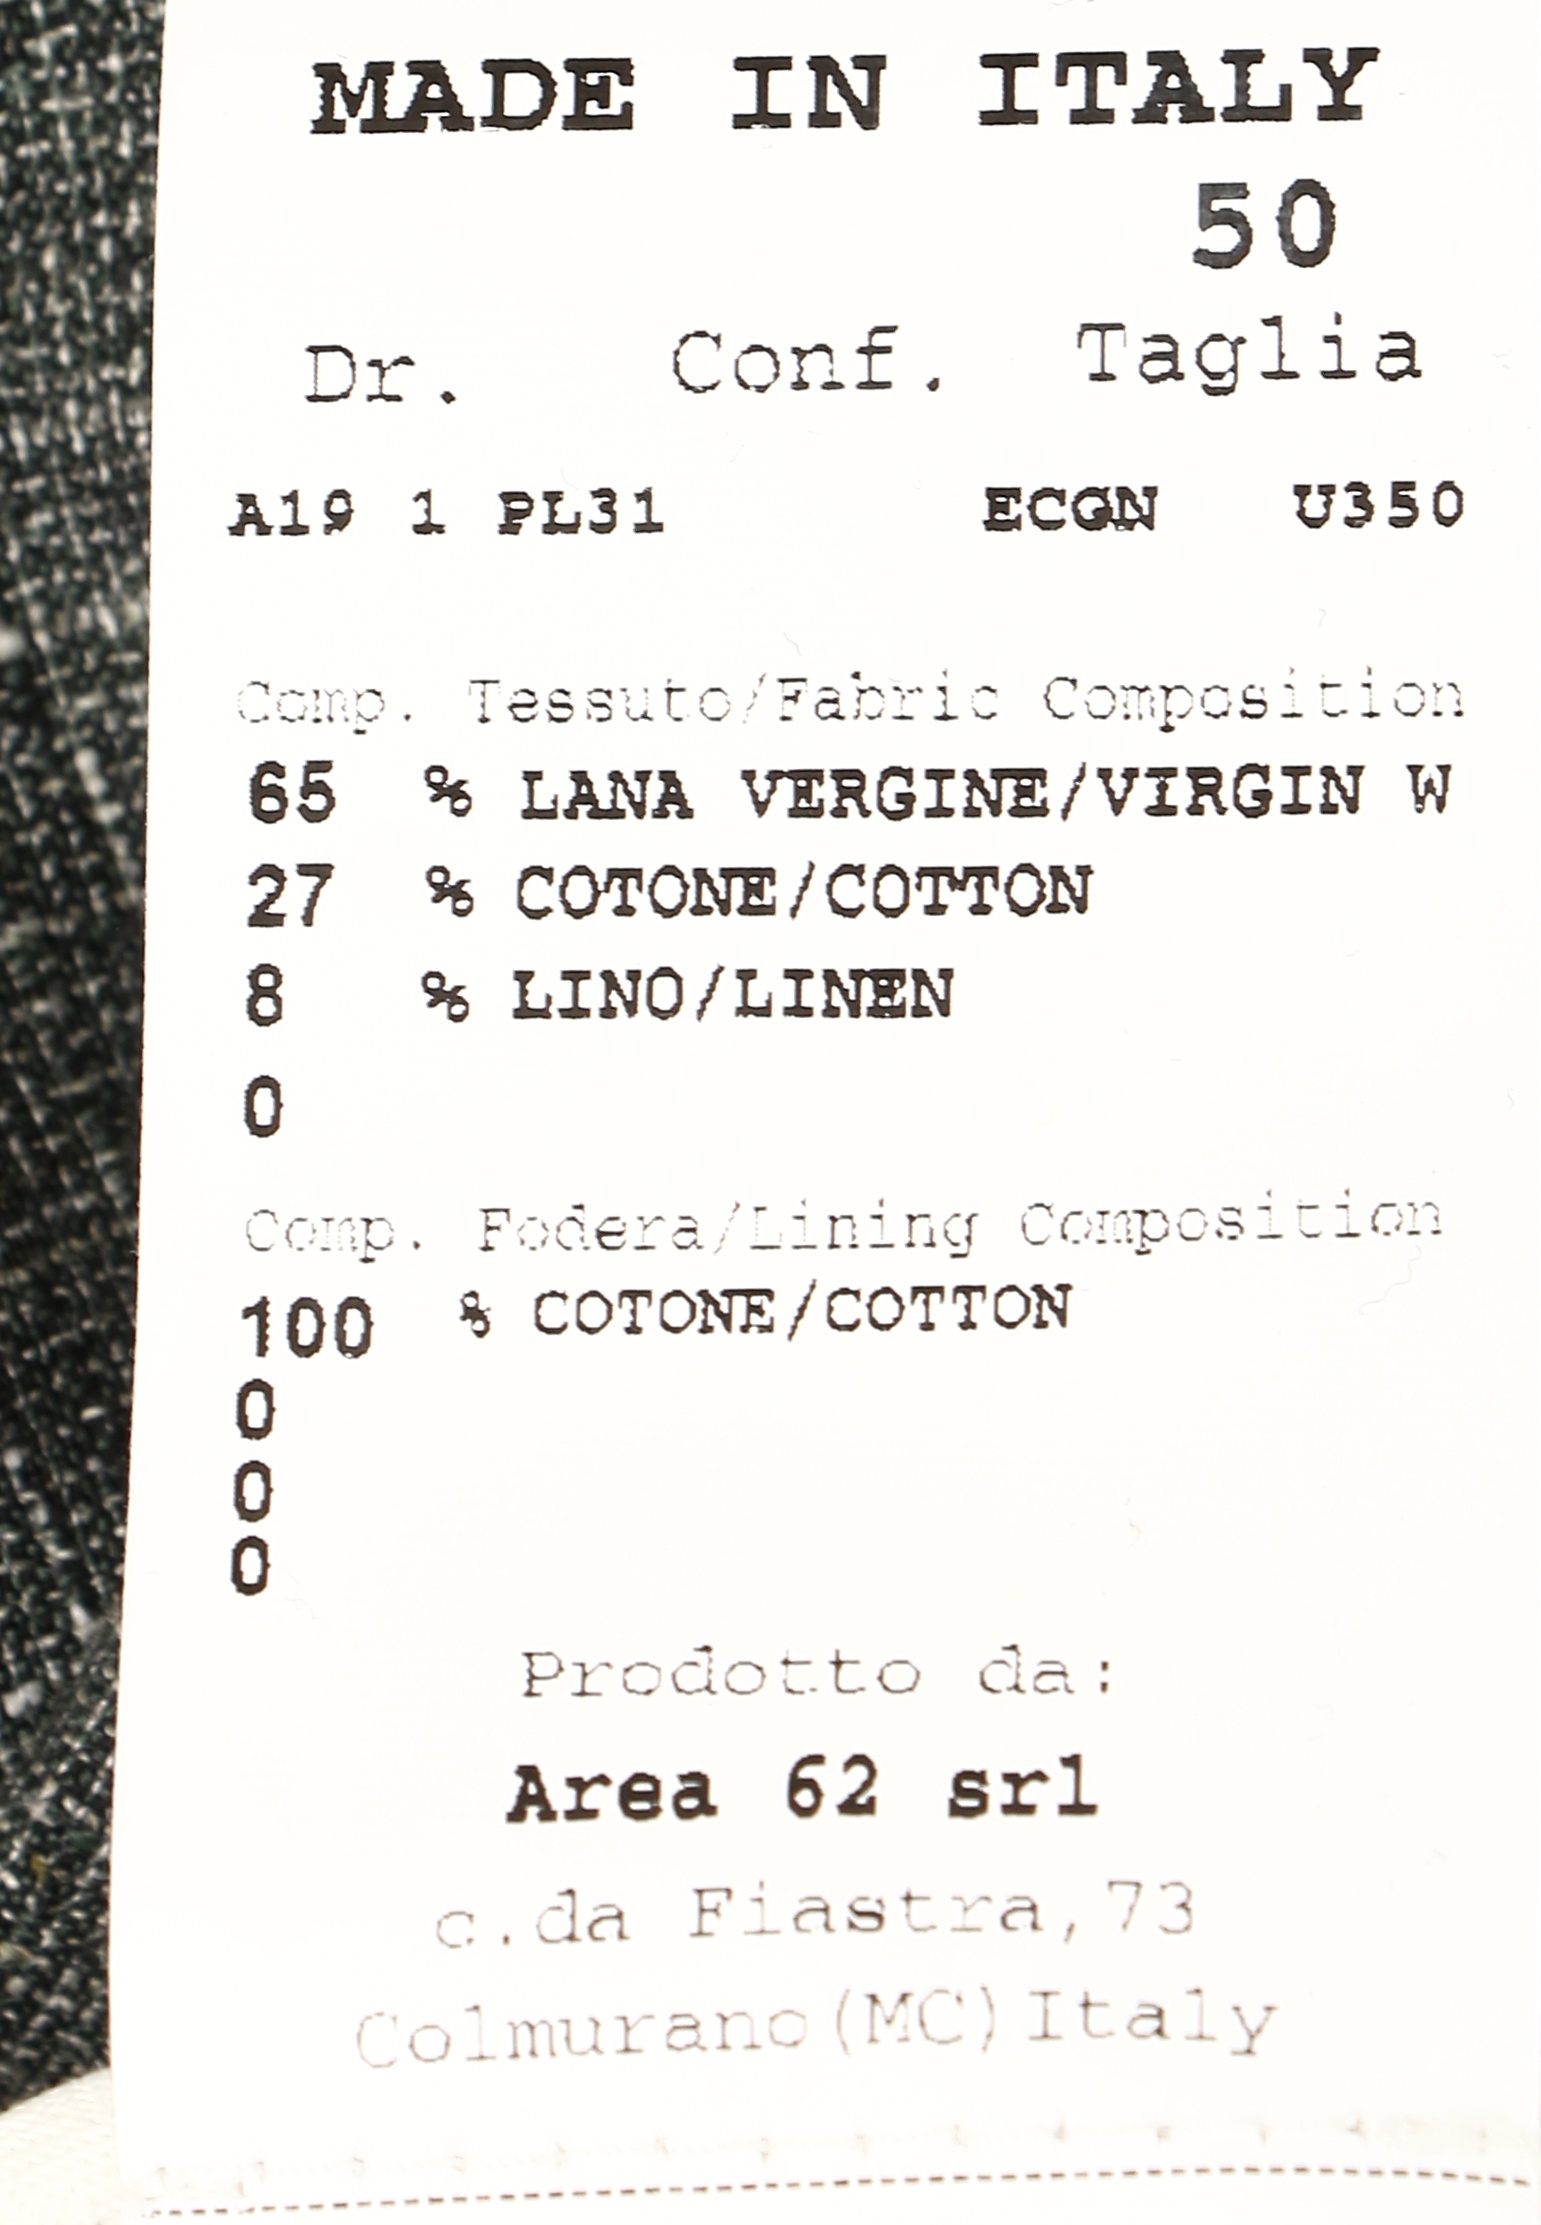 MADE IN ITALY
50
Dr. Conf. Taglia
A19 1 PL31 ECGN U350
Comp. Tessuto/Fabric Composition
65 % LANA VERGINE/VIRGIN W
27 % COTONE/COTTON
8 % LINO/LINEN
0
Comp. Fodera/Lining Composition
100 % COTONE/COTTON
0
0
0
Prodotto da:
Area 62 srl
c.da Fiastra,73
Colmurano(MC)Italy